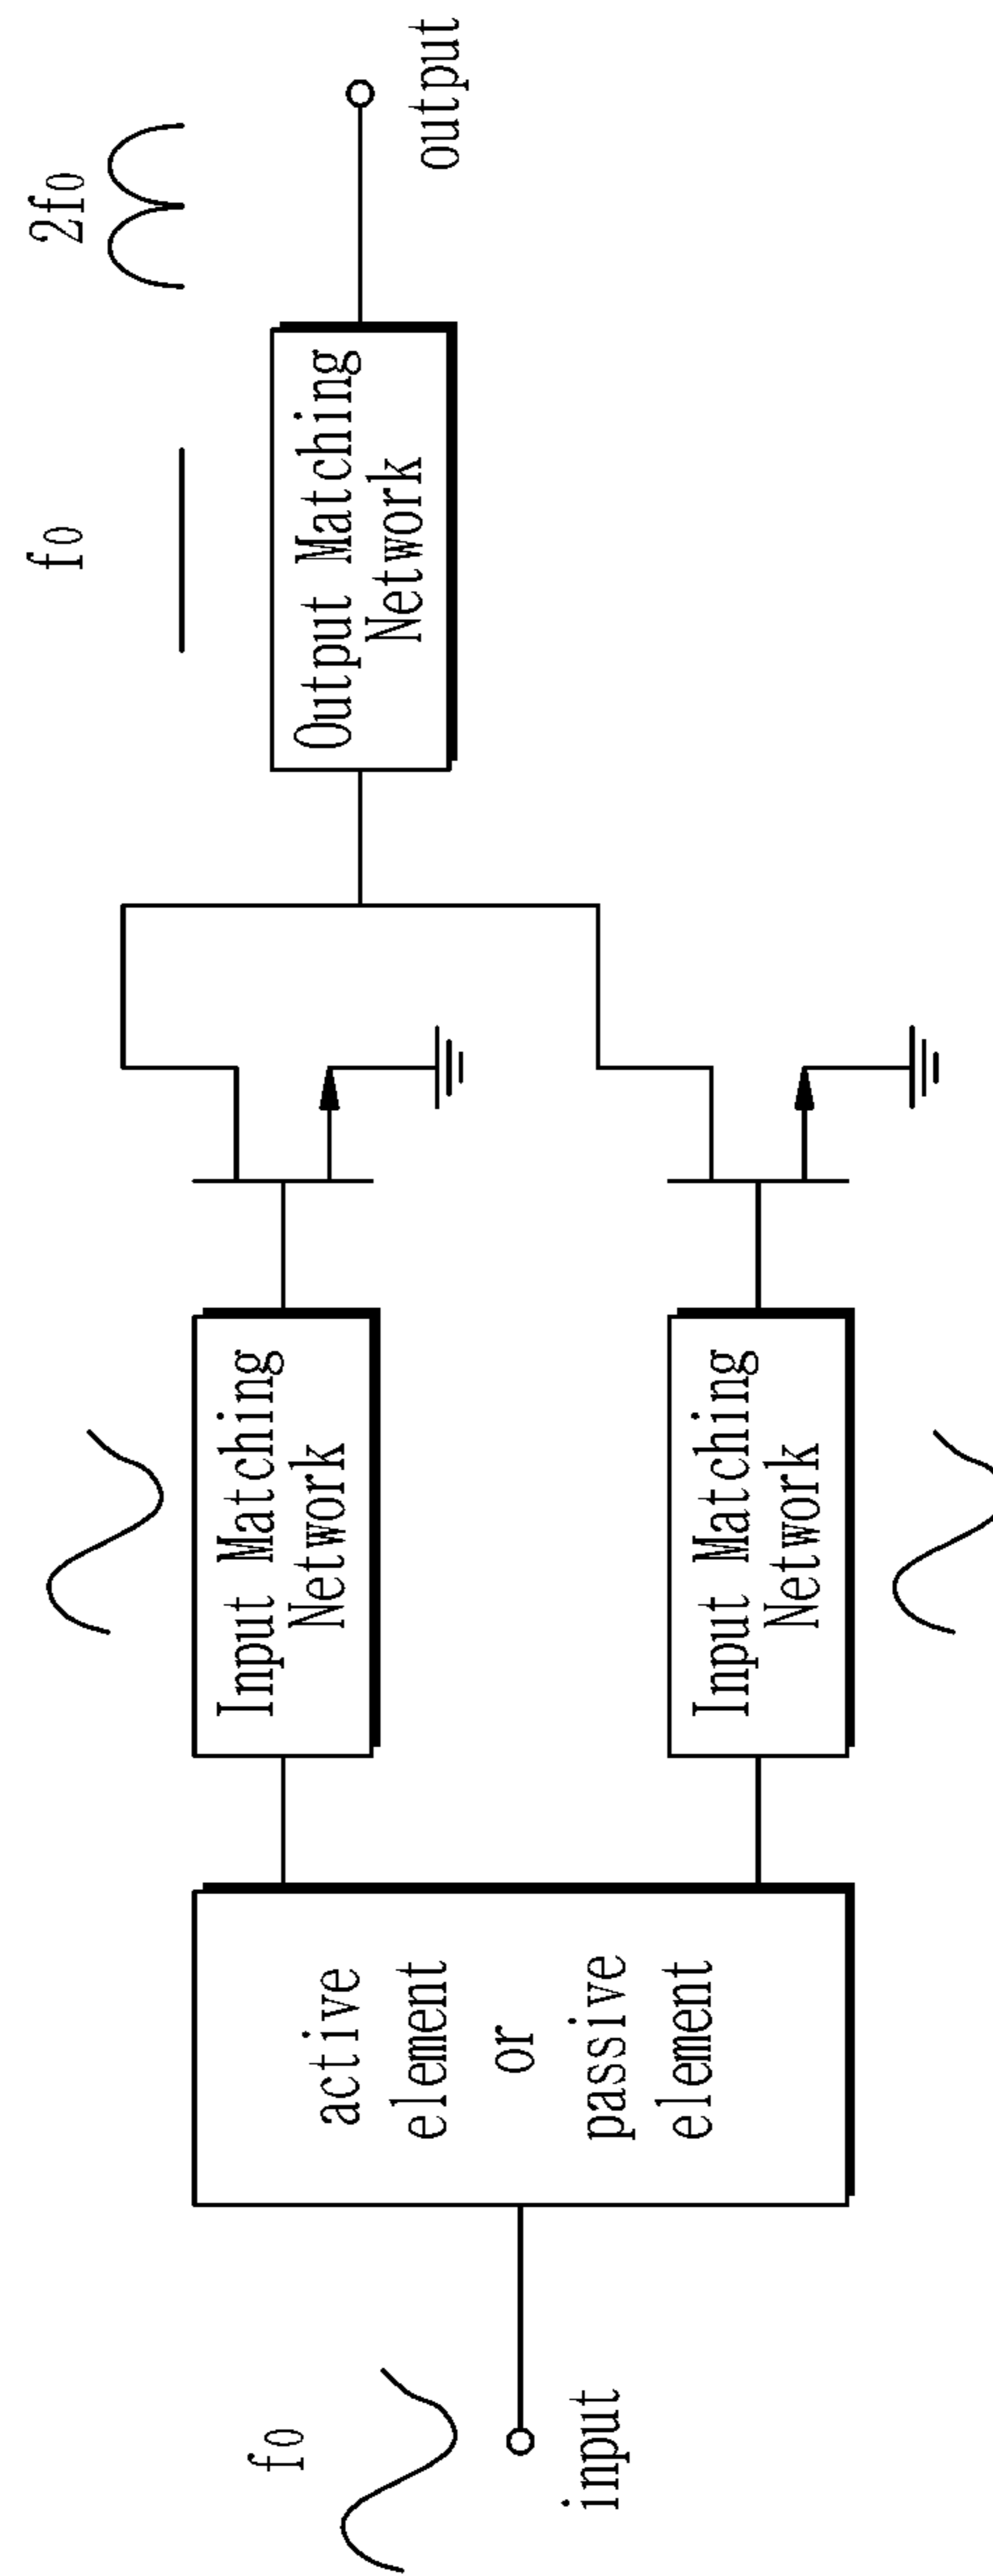 f0
input
active
element
or
passive
element
Input Matching
Network
Input Matching
Network
f0
Output Matching
Network
2f0
output